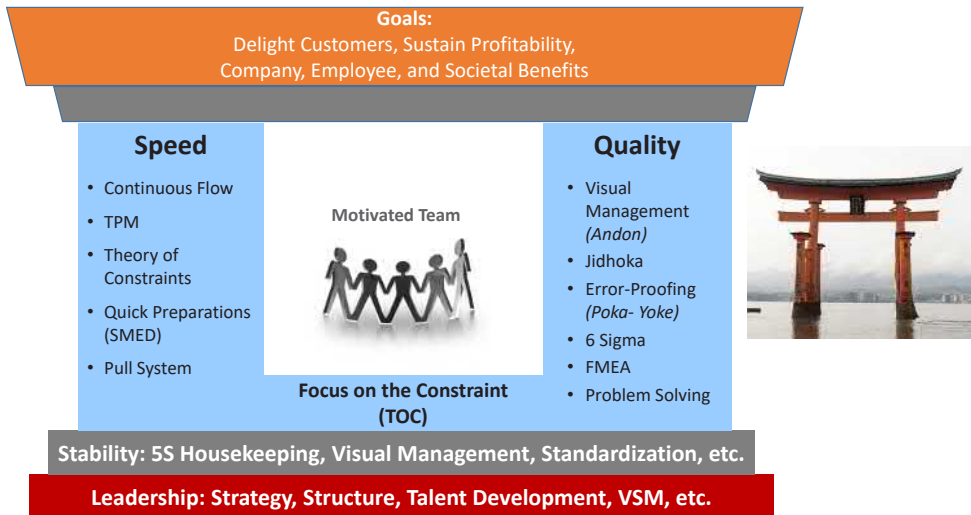 Goals:
Delight Customers, Sustain Profitability,
Company, Employee, and Societal Benefits
Speed
• Continuous Flow
• TPM
• Theory of
Constraints
• Quick Preparations
(SMED)
• Pull System
Motivated Team
Focus on the Constraint
(TOC)
Quality
• Visual
Management
(Andon)
• Jidhoka
• Error-Proofing
(Poka- Yoke)
• 6 Sigma
• FMEA
• Problem Solving
Stability: 5S Housekeeping, Visual Management, Standardization, etc.
Leadership: Strategy, Structure, Talent Development, VSM, etc.